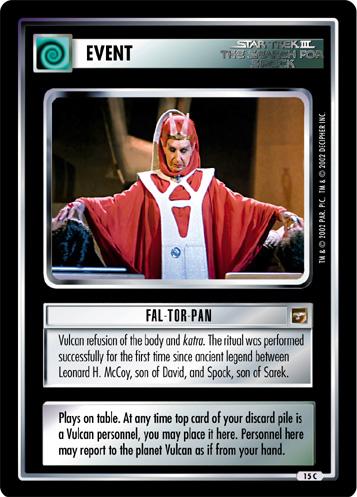 EVENT
STAR TREK III
THE SEARCH FOR
SPOCK
TM & © 2002 PAR. PIC. TM & © 2002 DECIPHER INC.
FAL-TOR-PAN
Vulcan refusion of the body and katra. The ritual was performed
successfully for the first time since ancient legend between
Leonard H. McCoy, son of David, and Spock, son of Sarek.
Plays on table. At any time top card of your discard pile is
a Vulcan personnel, you may place it here. Personnel here
may report to the planet Vulcan as if from your hand.
15 C